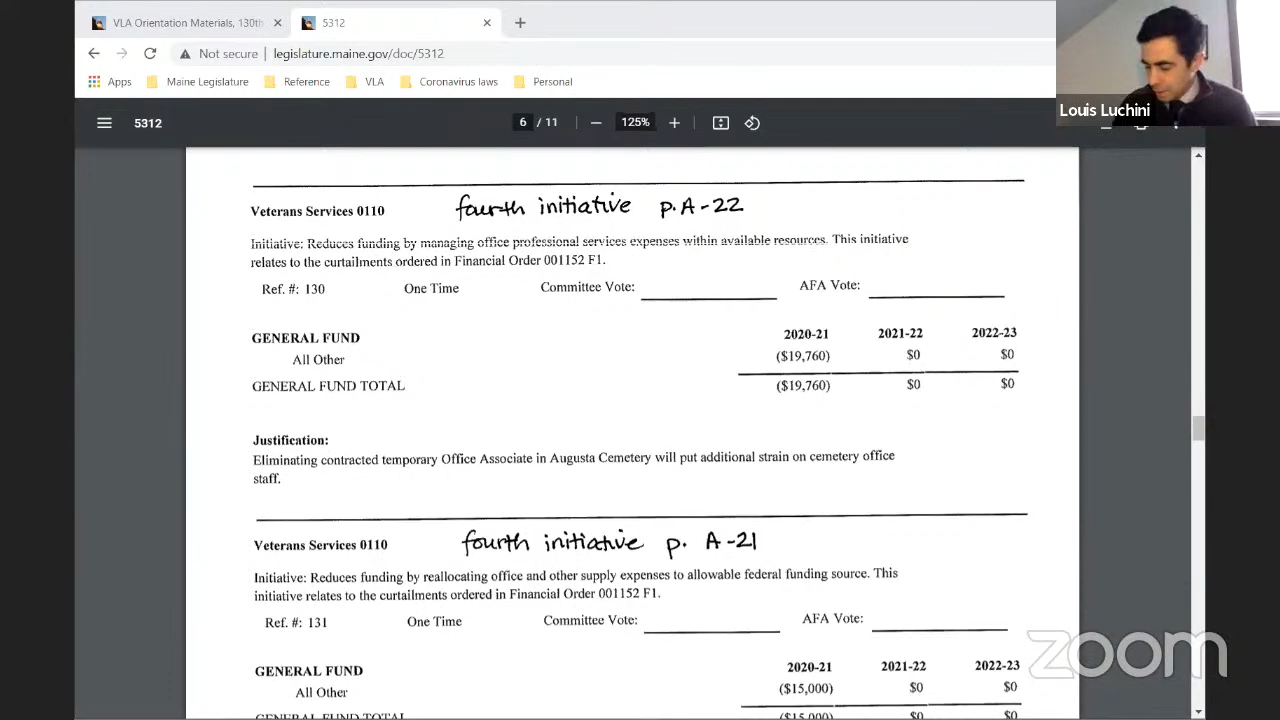 VLA Orientation Materials, 130th
5312
Not secure legislature.maine.gov/doc/5312
Apps Maine Legislature Reference VLA Coronavirus laws Personal
Louis Luchini
5312 6 / 11 125%
Veterans Services 0110 fourth initiative p. A-22
Initiative: Reduces funding by managing office professional services expenses within available resources. This initiative
relates to the curtailments ordered in Financial Order 001152 F1.
Ref. #: 130 One Time Committee Vote: AFA Vote:
2020-21 2021-22 2022-23
GENERAL FUND
All Other ($19,760) $0 $0
GENERAL FUND TOTAL ($19,760) $0 $0
Justification:
Eliminating contracted temporary Office Associate in Augusta Cemetery will put additional strain on cemetery office
staff.
Veterans Services 0110 fourth initiative p. A-21
Initiative: Reduces funding by reallocating office and other supply expenses to allowable federal funding source. This
initiative relates to the curtailments ordered in Financial Order 001152 F1.
Ref. #: 131 One Time Committee Vote: AFA Vote:
zoom
GENERAL FUND 2020-21 2021-22 2022-23
All Other ($15,000) $0 $0
GENERAL FUND TOTAL ($15,000) $0 $0